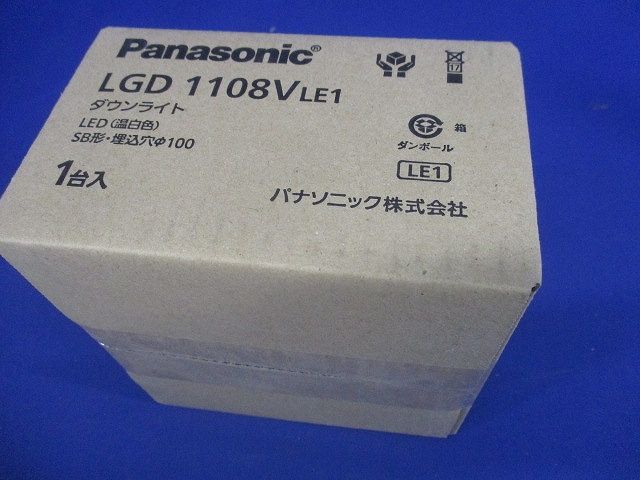 Panasonic®
LGD 1108VLE1
ダウンライト
LED(温白色)
SB形・埋込穴φ100
1台入
17
箱
ダンボール
LE1
パナソニック株式会社